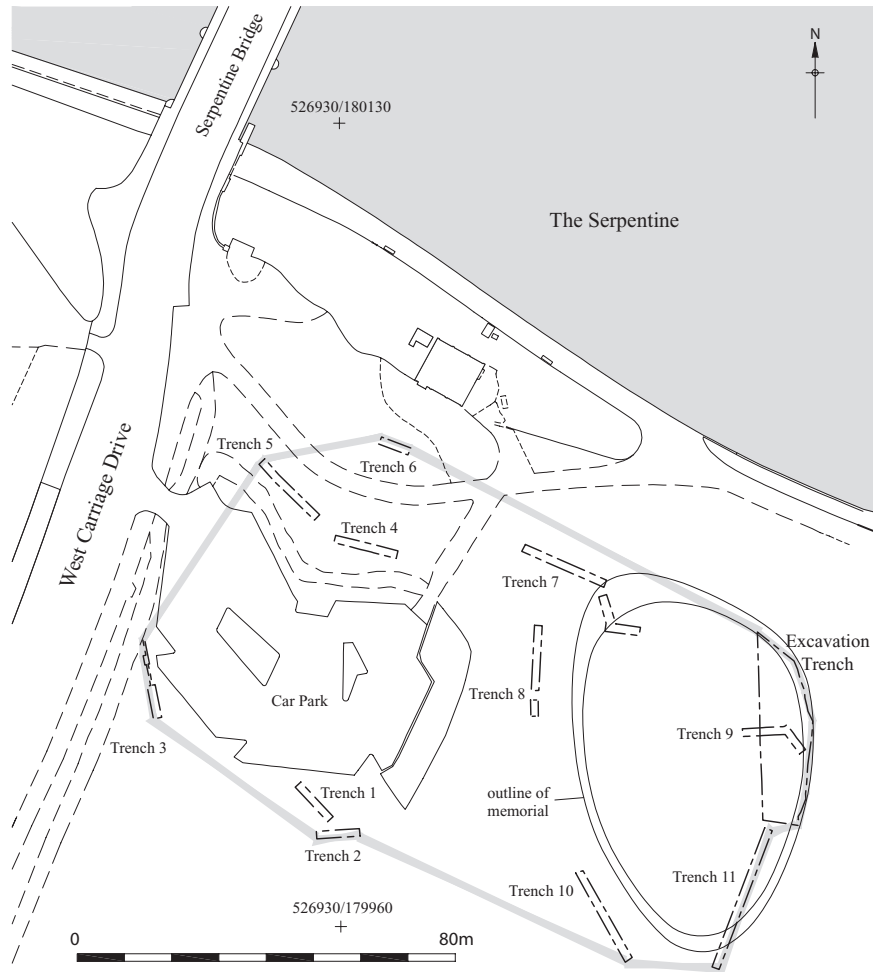 N
Serpentine Bridge
526930/180130
The Serpentine
West Carriage Drive
Trench 5
Trench 6
Trench 4
Trench 7
Excavation
Trench
Trench 8
Car Park
Trench 9
Trench 3
Trench 1
outline of
memorial
Trench 2
Trench 11
Trench 10
526930/179960
0
80m